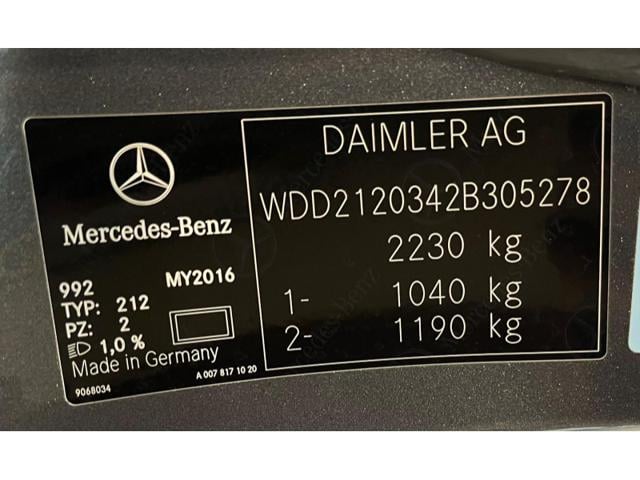 Mercedes-Benz
992 MY2016
TYP: 212
PZ: 2
1,0 %
Made in Germany
9068034 A 007 817 10 20
DAIMLER AG
WDD2120342B305278
2230 kg
1- 1040 kg
2- 1190 kg